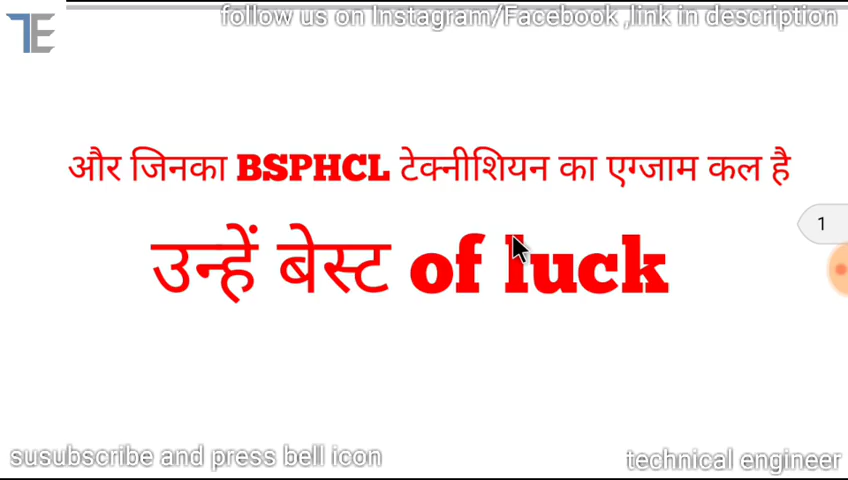 follow us on Instagram/Facebook ,link in description
TE
और जिनका BSPHCL टेक्नीशियन का एग्जाम कल है
1
उन्हें बेस्ट of luck
susubscribe and press bell icon
technical engineer